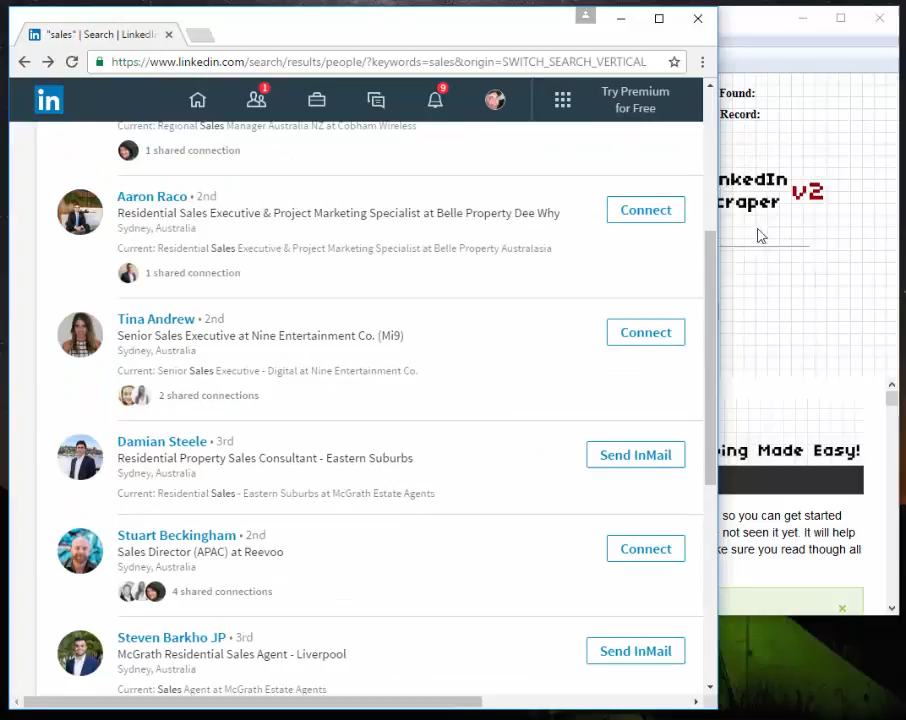 "sales" | Search | LinkedIn
https://www.linkedin.com/search/results/people/?keywords=sales&origin=SWITCH_SEARCH_VERTICAL
in
1
9
Try Premium
for Free
Current: Regional Sales Manager Australia NZ at Cobham Wireless
1 shared connection
Aaron Raco • 2nd
Residential Sales Executive & Project Marketing Specialist at Belle Property Dee Why
Sydney, Australia
Current: Residential Sales Executive & Project Marketing Specialist at Belle Property Australasia
1 shared connection
Connect
Tina Andrew • 2nd
Senior Sales Executive at Nine Entertainment Co. (Mi9)
Sydney, Australia
Current: Senior Sales Executive - Digital at Nine Entertainment Co.
2 shared connections
Connect
Damian Steele • 3rd
Residential Property Sales Consultant - Eastern Suburbs
Sydney, Australia
Current: Residential Sales - Eastern Suburbs at McGrath Estate Agents
Send InMail
Stuart Beckingham • 2nd
Sales Director (APAC) at Reevoo
Sydney, Australia
4 shared connections
Connect
Steven Barkho JP • 3rd
McGrath Residential Sales Agent - Liverpool
Sydney, Australia
Current: Sales Agent at McGrath Estate Agents
Send InMail
Found:
Record:
nkedIn
craper v2
ping Made Easy!
so you can get started
not seen it yet. It will help
ke sure you read though all